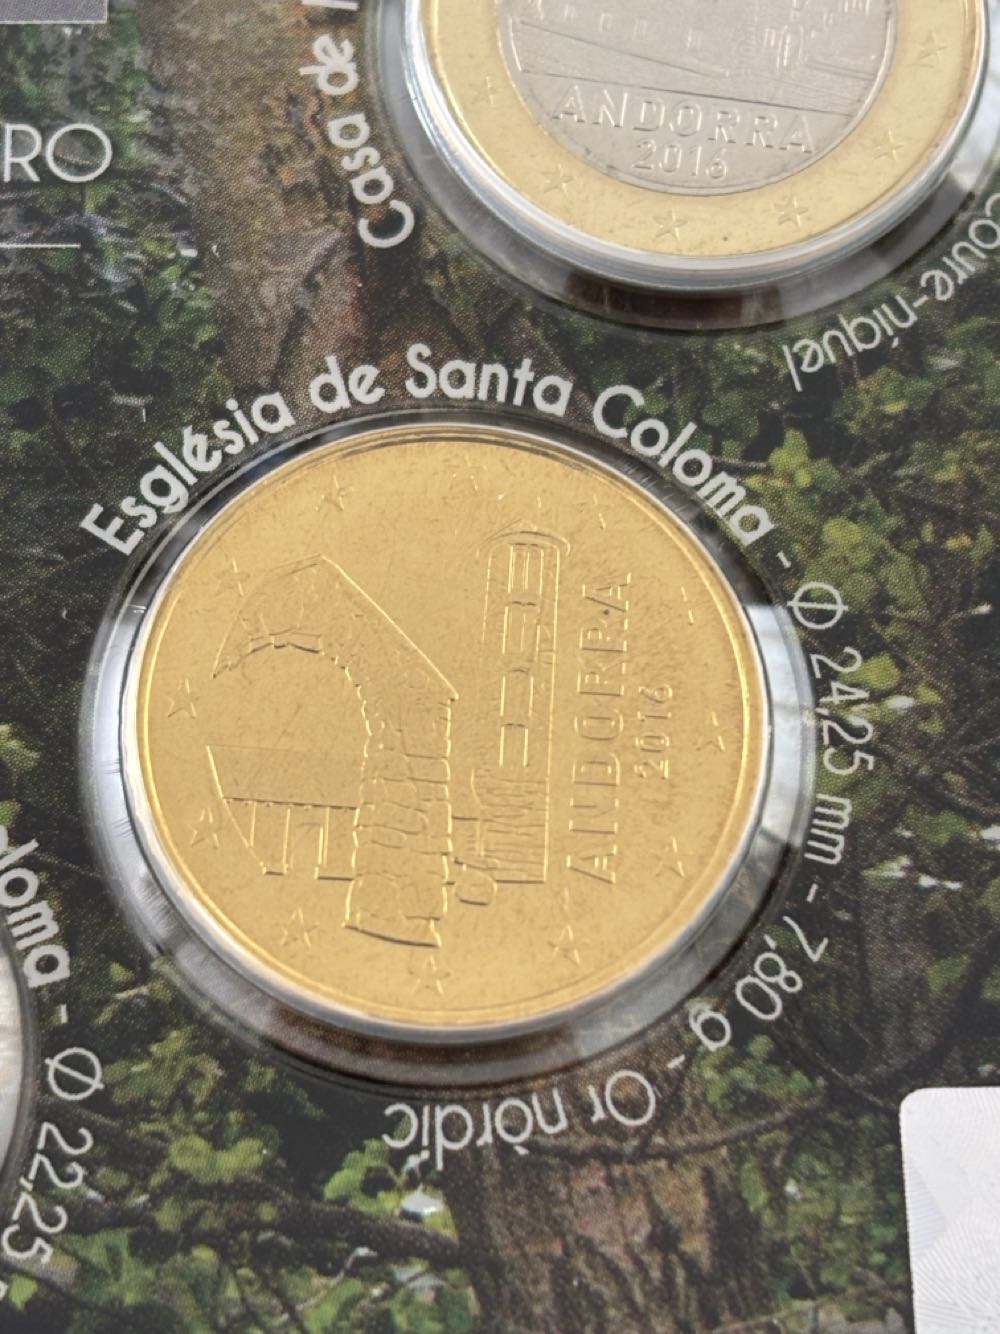 RO
Casa de
ANDORRA
2016
coure-níquel
Església de Santa Coloma - Ø 24,25 mm - 7,80 g - Or nòrdic
ANDORRA
2016
loma - Ø 22,25